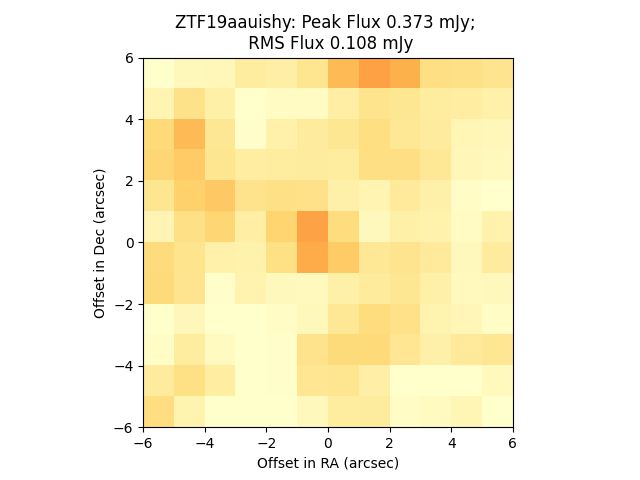 ZTF19aauishy: Peak Flux 0.373 mJy;
RMS Flux 0.108 mJy
6
4
2
0
−2
−4
−6
Offset in Dec (arcsec)
−6 −4 −2 0 2 4 6
Offset in RA (arcsec)